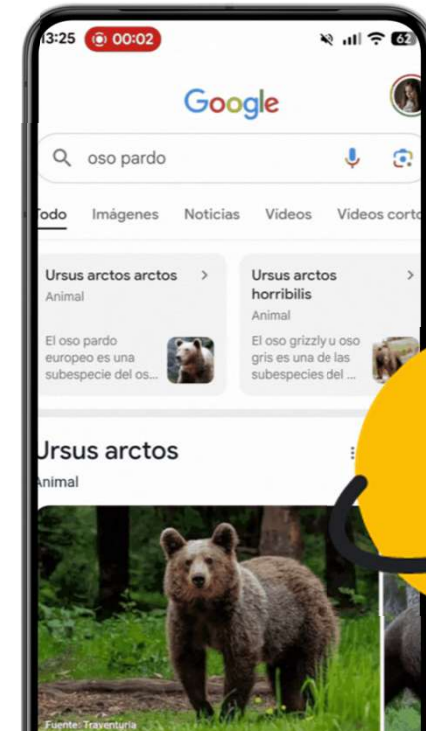 13:25 00:02 62
Google
oso pardo
Todo Imágenes Noticias Videos Videos corto
Ursus arctos arctos
Animal
El oso pardo
europeo es una
subespecie del os...
Ursus arctos
horribilis
Animal
El oso grizzly u oso
gris es una de las
subespecies del ...
Ursus arctos
Animal
Fuente: Traventuria